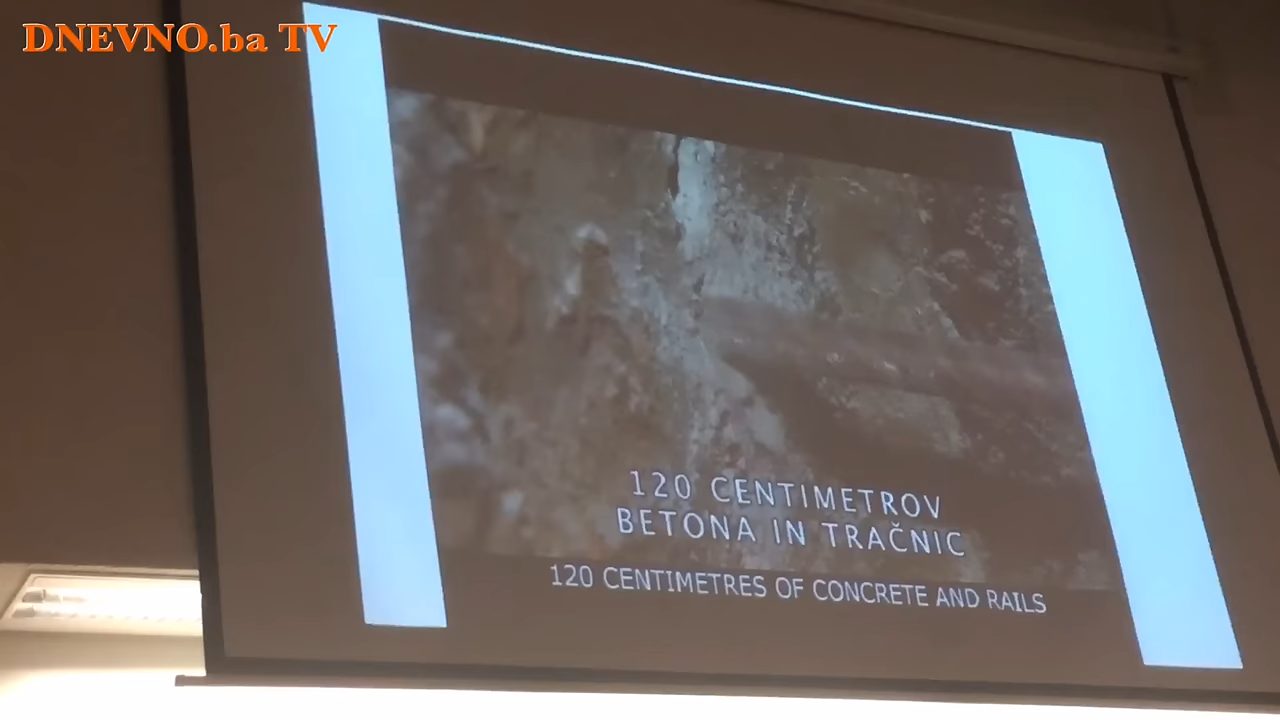 DNEVNO.ba TV
120 CENTIMETROV
BETONA IN TRAČNIC
120 CENTIMETRES OF CONCRETE AND RAILS